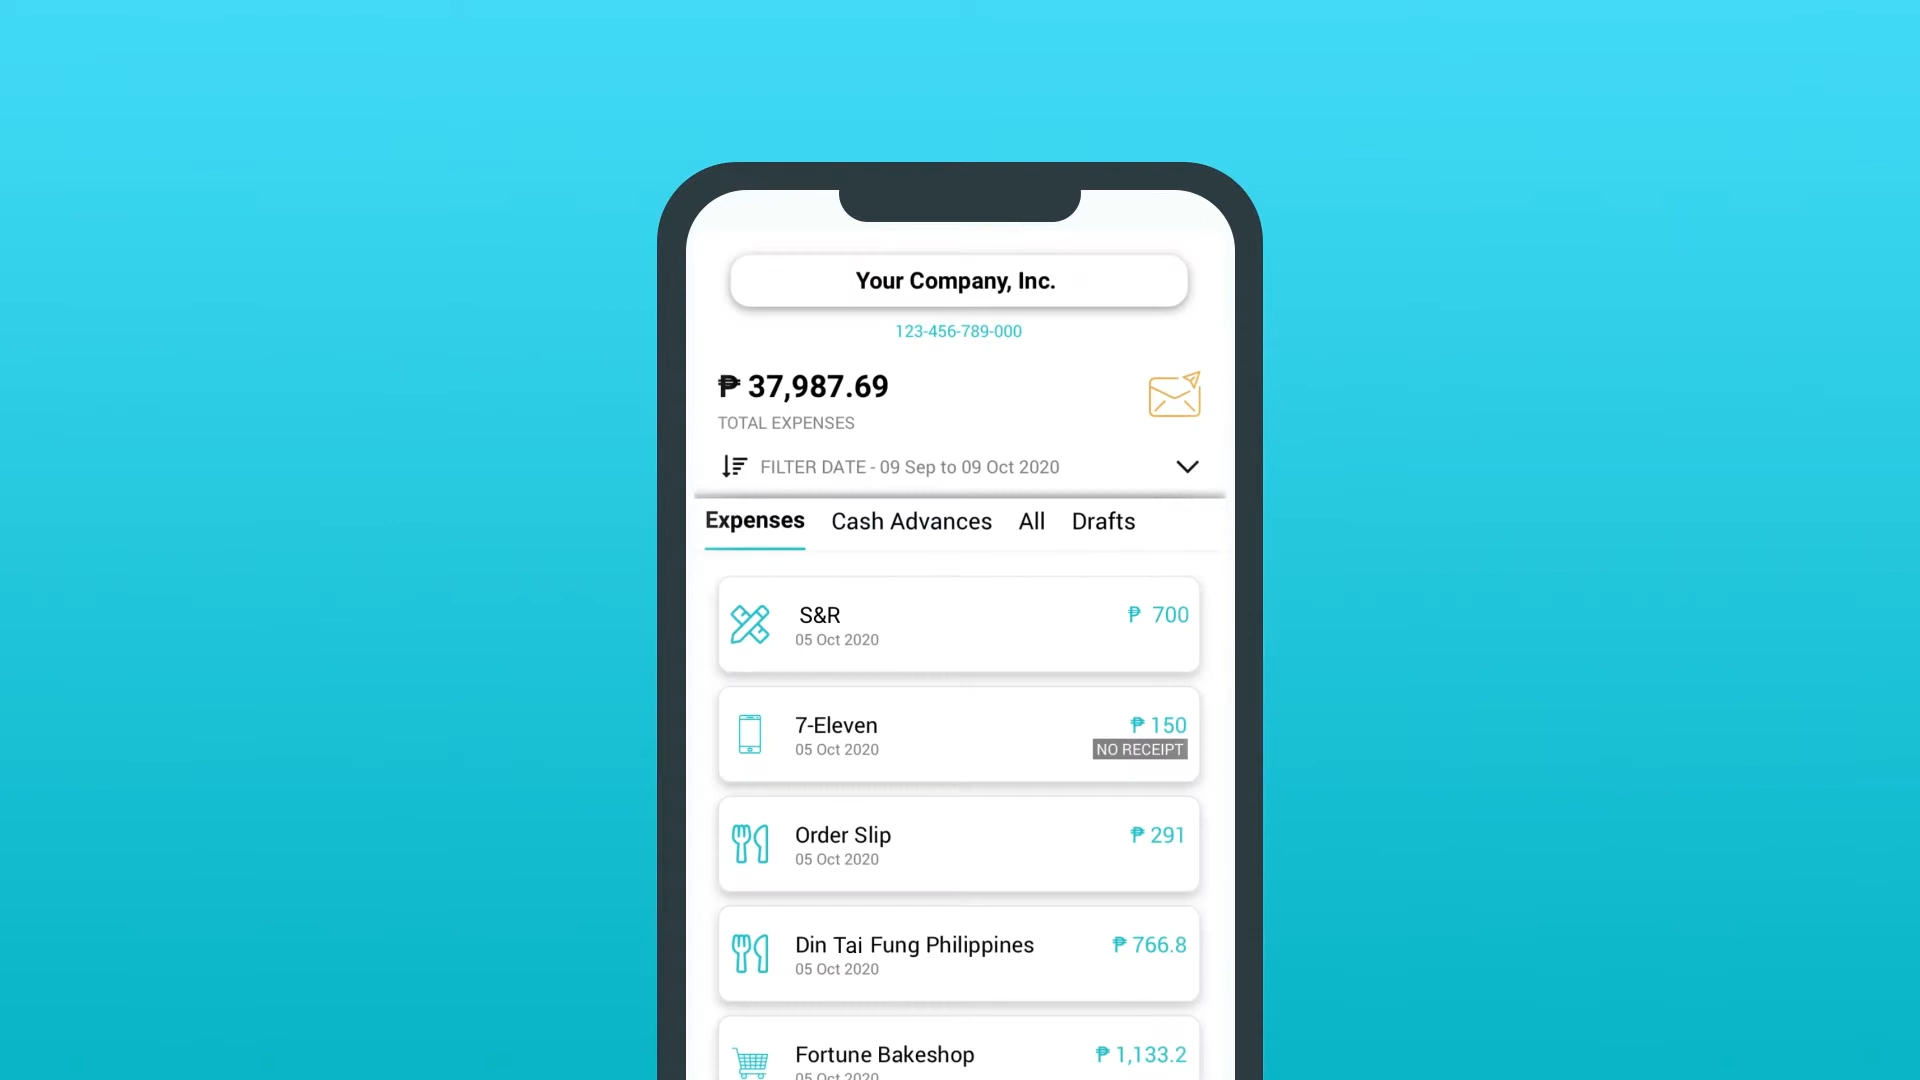 Your Company, Inc.
123-456-789-000
₱ 37,987.69
TOTAL EXPENSES
FILTER DATE - 09 Sep to 09 Oct 2020
Expenses Cash Advances All Drafts
S&R ₱ 700
05 Oct 2020
7-Eleven ₱ 150
05 Oct 2020 NO RECEIPT
Order Slip ₱ 291
05 Oct 2020
Din Tai Fung Philippines ₱ 766.8
05 Oct 2020
Fortune Bakeshop ₱ 1,133.2
05 Oct 2020